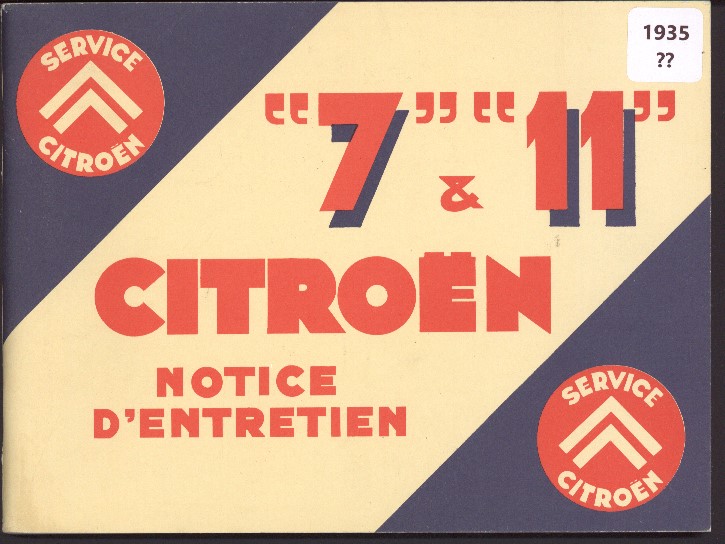 SERVICE
CITROËN
1935
??
“7” & “11”
CITROËN
NOTICE
D'ENTRETIEN
SERVICE
CITROËN